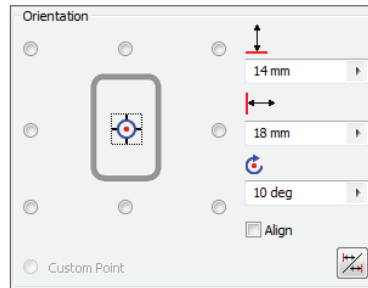 Orientation
14 mm
18 mm
10 deg
Align
Custom Point